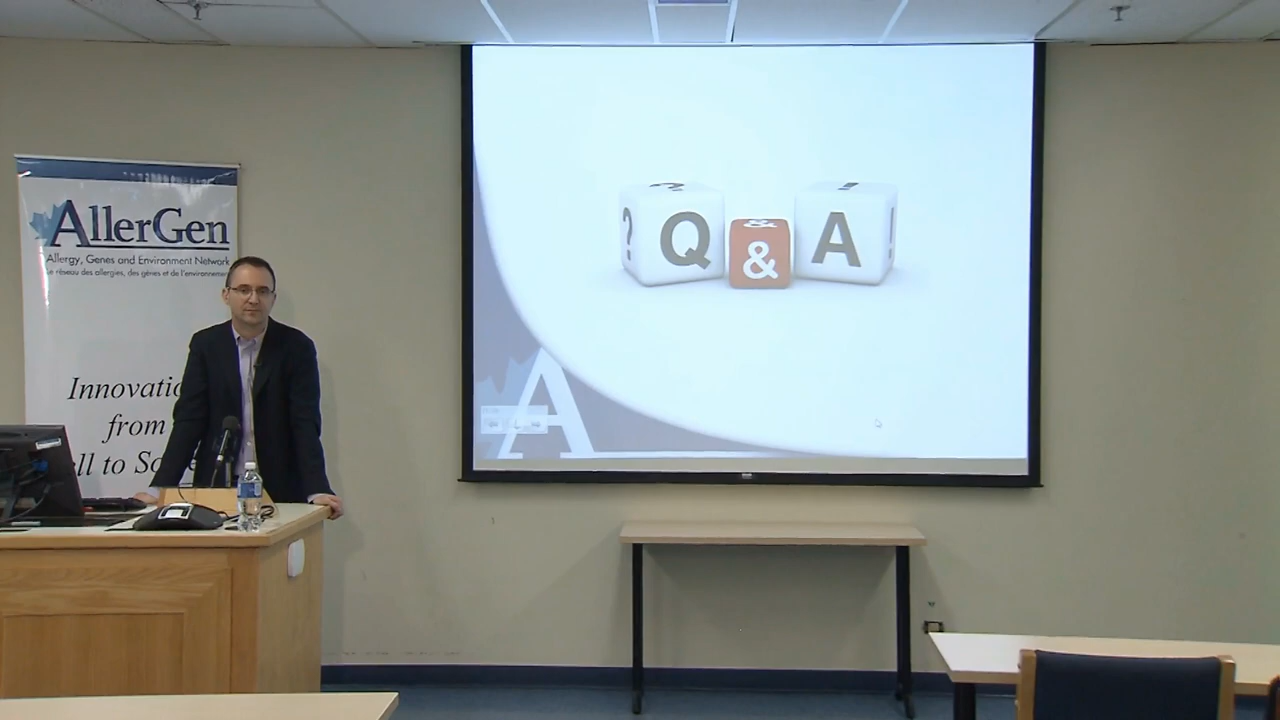 AllerGen
Allergy, Genes and Environment Network
Le réseau des allergies, des gènes et de l'environnement
Innovatio
from
ll to So
? Q & A !
A